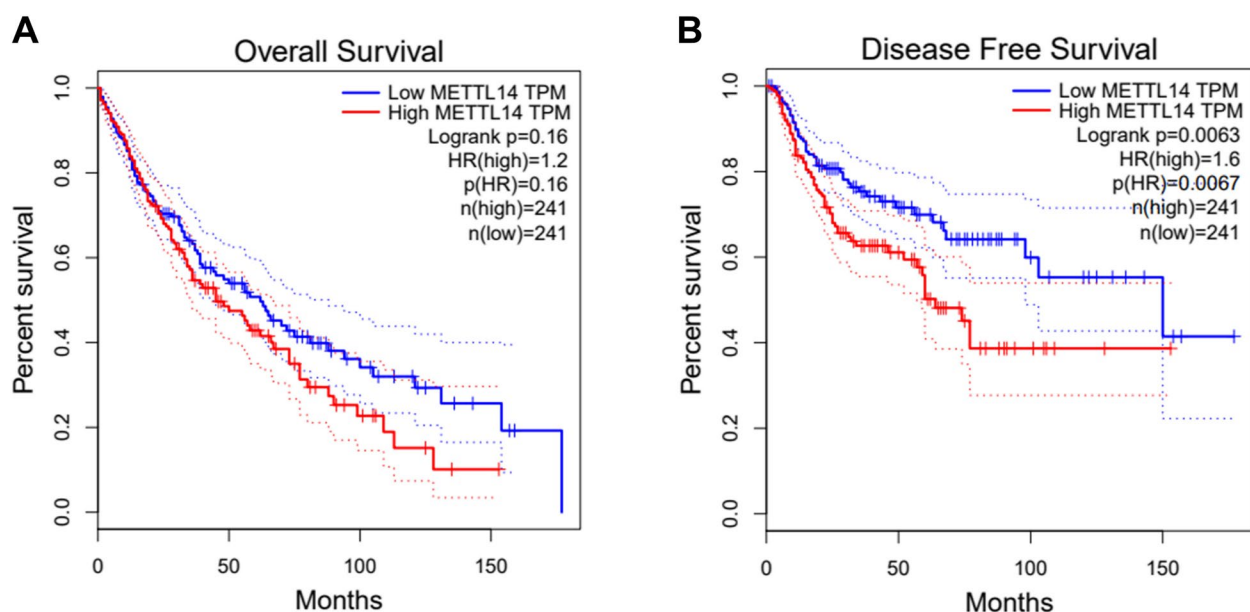 A
Overall Survival
Low METTL14 TPM
High METTL14 TPM
Logrank p=0.16
HR(high)=1.2
p(HR)=0.16
n(high)=241
n(low)=241
Percent survival
1.0
0.8
0.6
0.4
0.2
0.0
0
50
100
150
Months
B
Disease Free Survival
Low METTL14 TPM
High METTL14 TPM
Logrank p=0.0063
HR(high)=1.6
p(HR)=0.0067
n(high)=241
n(low)=241
Percent survival
1.0
0.8
0.6
0.4
0.2
0.0
0
50
100
150
Months